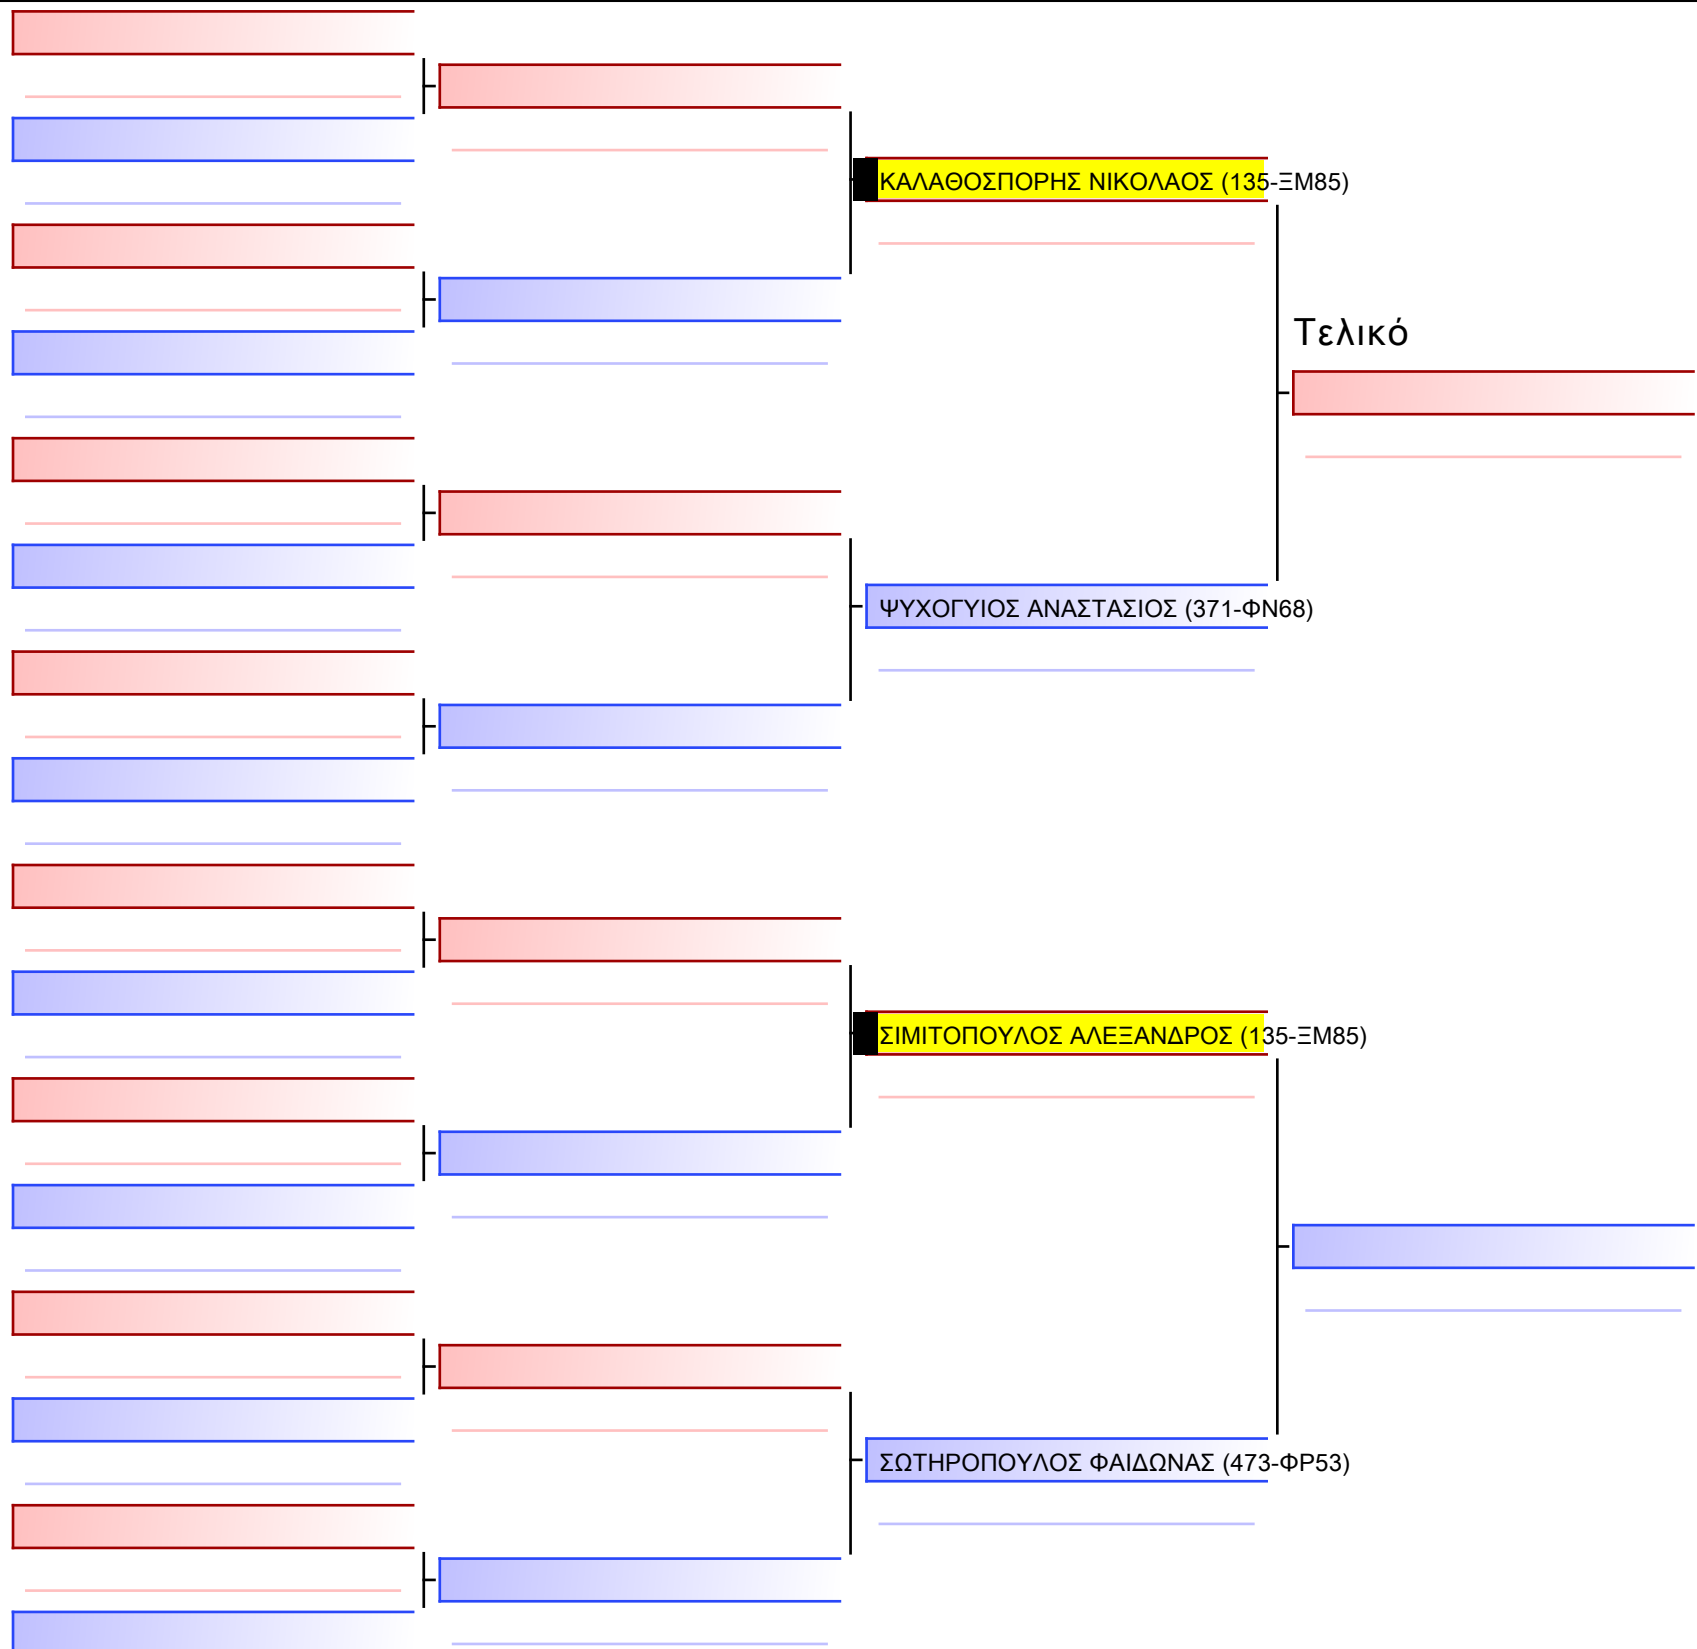 ΚΑΛΑΘΟΣΠΟΡΗΣ ΝΙΚΟΛΑΟΣ (135-ΞΜ85)
Τελικό
ΨΥΧΟΓΥΙΟΣ ΑΝΑΣΤΑΣΙΟΣ (371-ΦΝ68)
ΣΙΜΙΤΟΠΟΥΛΟΣ ΑΛΕΞΑΝΔΡΟΣ (135-ΞΜ85)
ΣΩΤΗΡΟΠΟΥΛΟΣ ΦΑΙΔΩΝΑΣ (473-ΦΡ53)